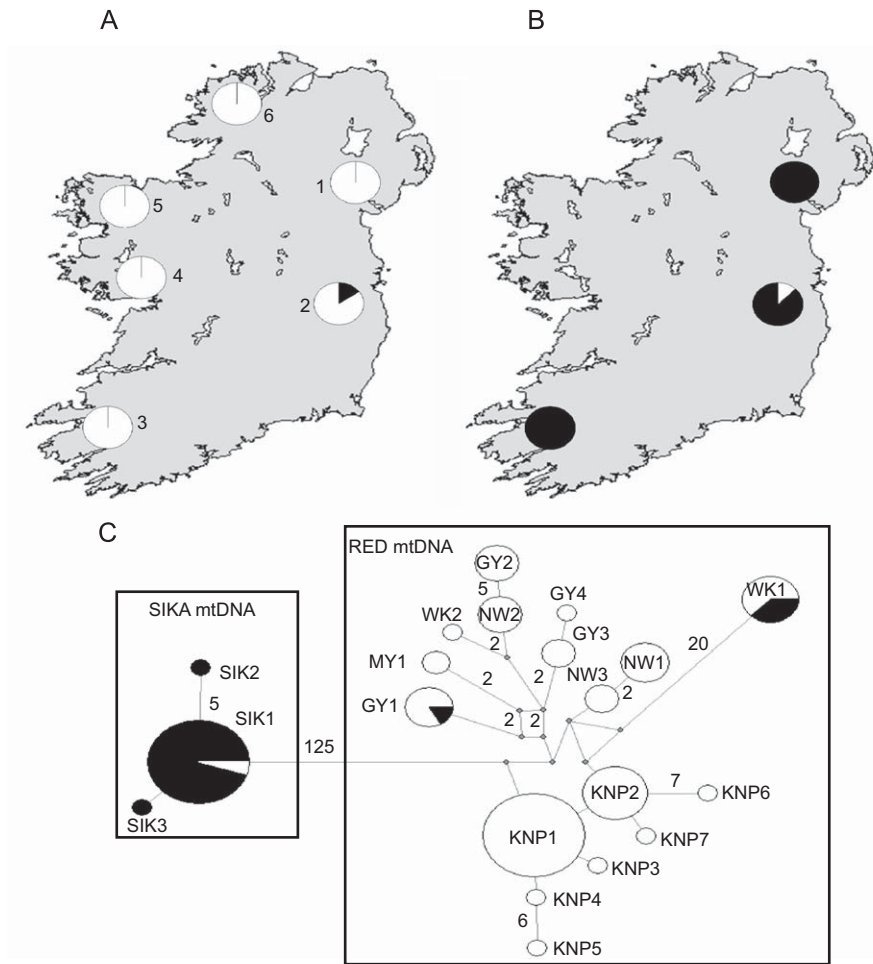 A
B
6
1
5
4
2
3
C
RED mtDNA
SIKA mtDNA
GY2
5
NW2
WK2
2
GY4
GY3
WK1
20
MY1
2
2
NW3
NW1
2
GY1
2
2
SIK2
5
SIK1
125
SIK3
KNP2
7
KNP6
KNP1
KNP7
KNP3
KNP4
6
KNP5